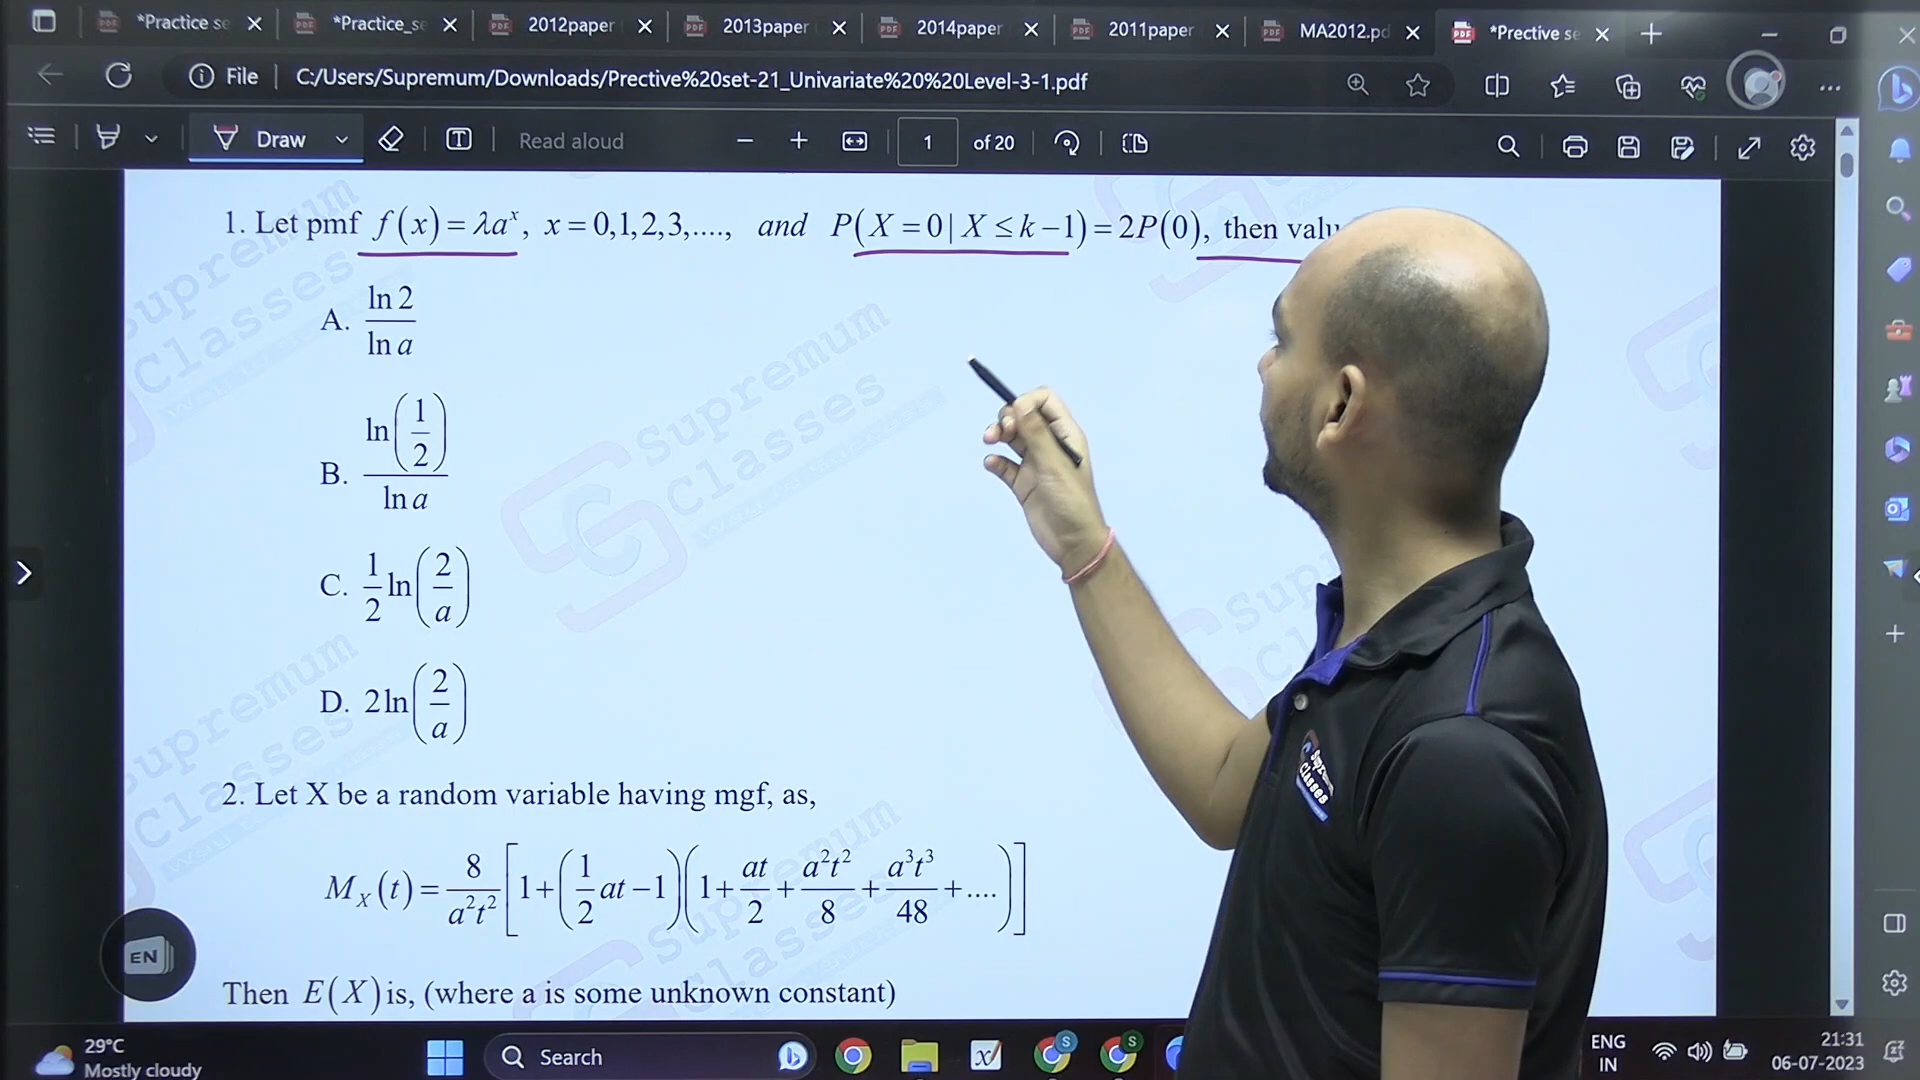 *Practice se
*Practice_se
2012paper
2013paper
2014paper
2011paper
MA2012.pd
*Prective se
File
C:/Users/Supremum/Downloads/Prective%20set-21_Univariate%20%20Level-3-1.pdf
Draw
Read aloud
1
of 20
1. Let pmf f(x) = λa^x, x = 0,1,2,3,...., and P(X = 0 | X ≤ k − 1) = 2P(0), then valu
A. ln 2 / ln a
B. ln(1/2) / ln a
C. 1/2 ln(2/a)
D. 2 ln(2/a)
2. Let X be a random variable having mgf, as,
M_X(t) = 8/(a²t²) [1 + (1/2 at − 1)(1 + at/2 + a²t²/8 + a³t³/48 + ....)]
Then E(X) is, (where a is some unknown constant)
Supremum
Classes
EN
Supremum
Classes
29°C
Mostly cloudy
Search
ENG
IN
21:31
06-07-2023